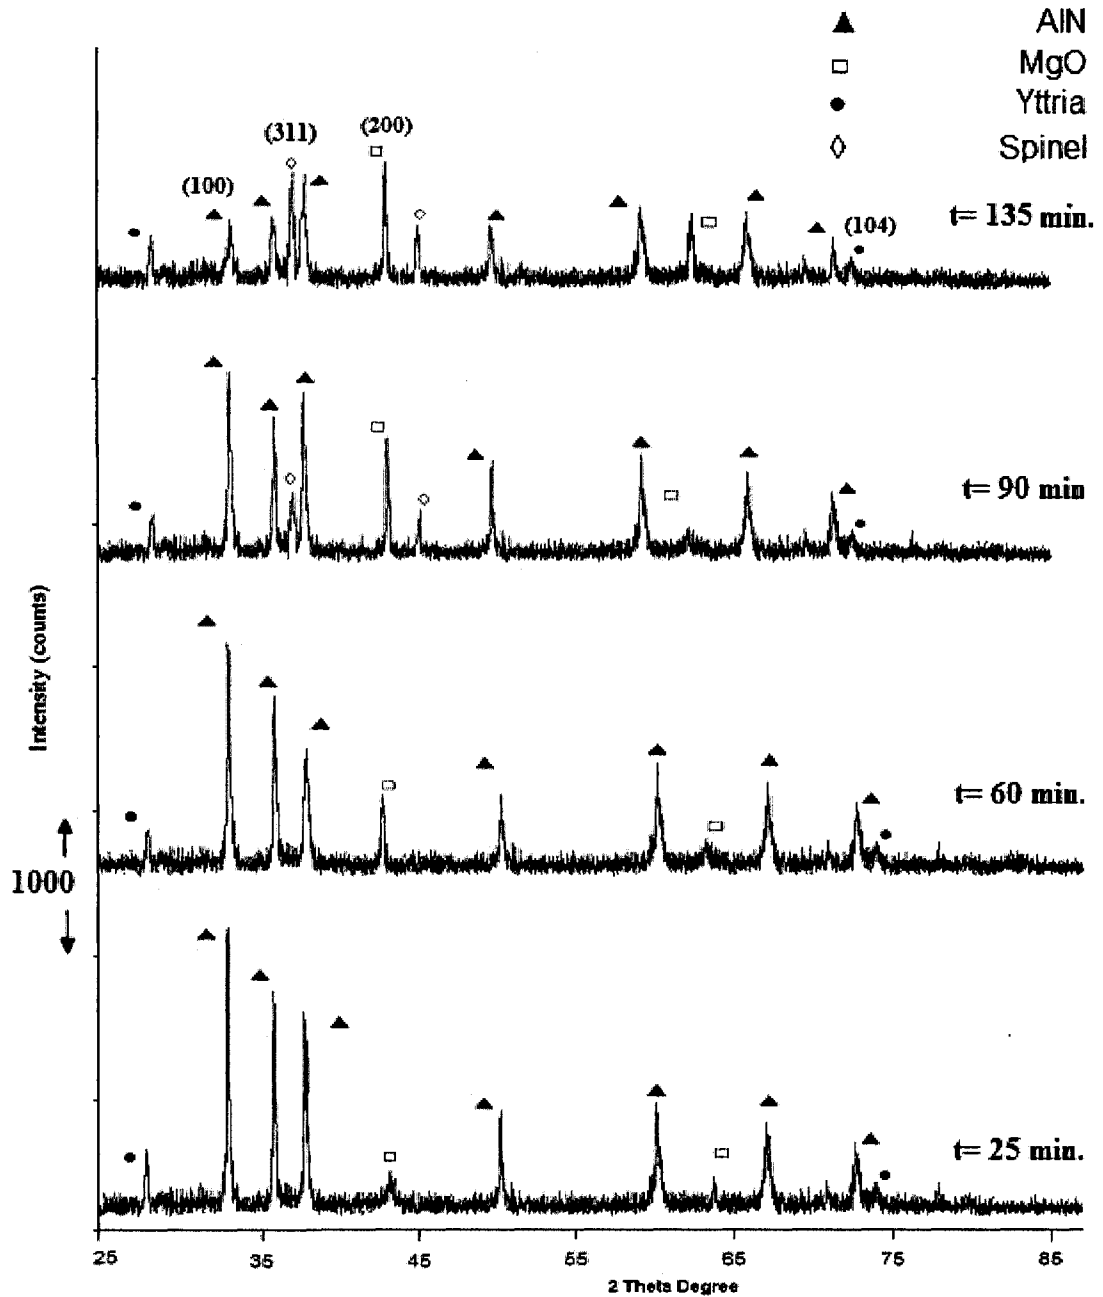 AlN
MgO
Yttria
Spinel
(311)
(200)
(100)
(104)
t= 135 min.
t= 90 min
Intensity (counts)
t= 60 min.
1000
t= 25 min.
25 35 45 55 65 75 85
2 Theta Degree